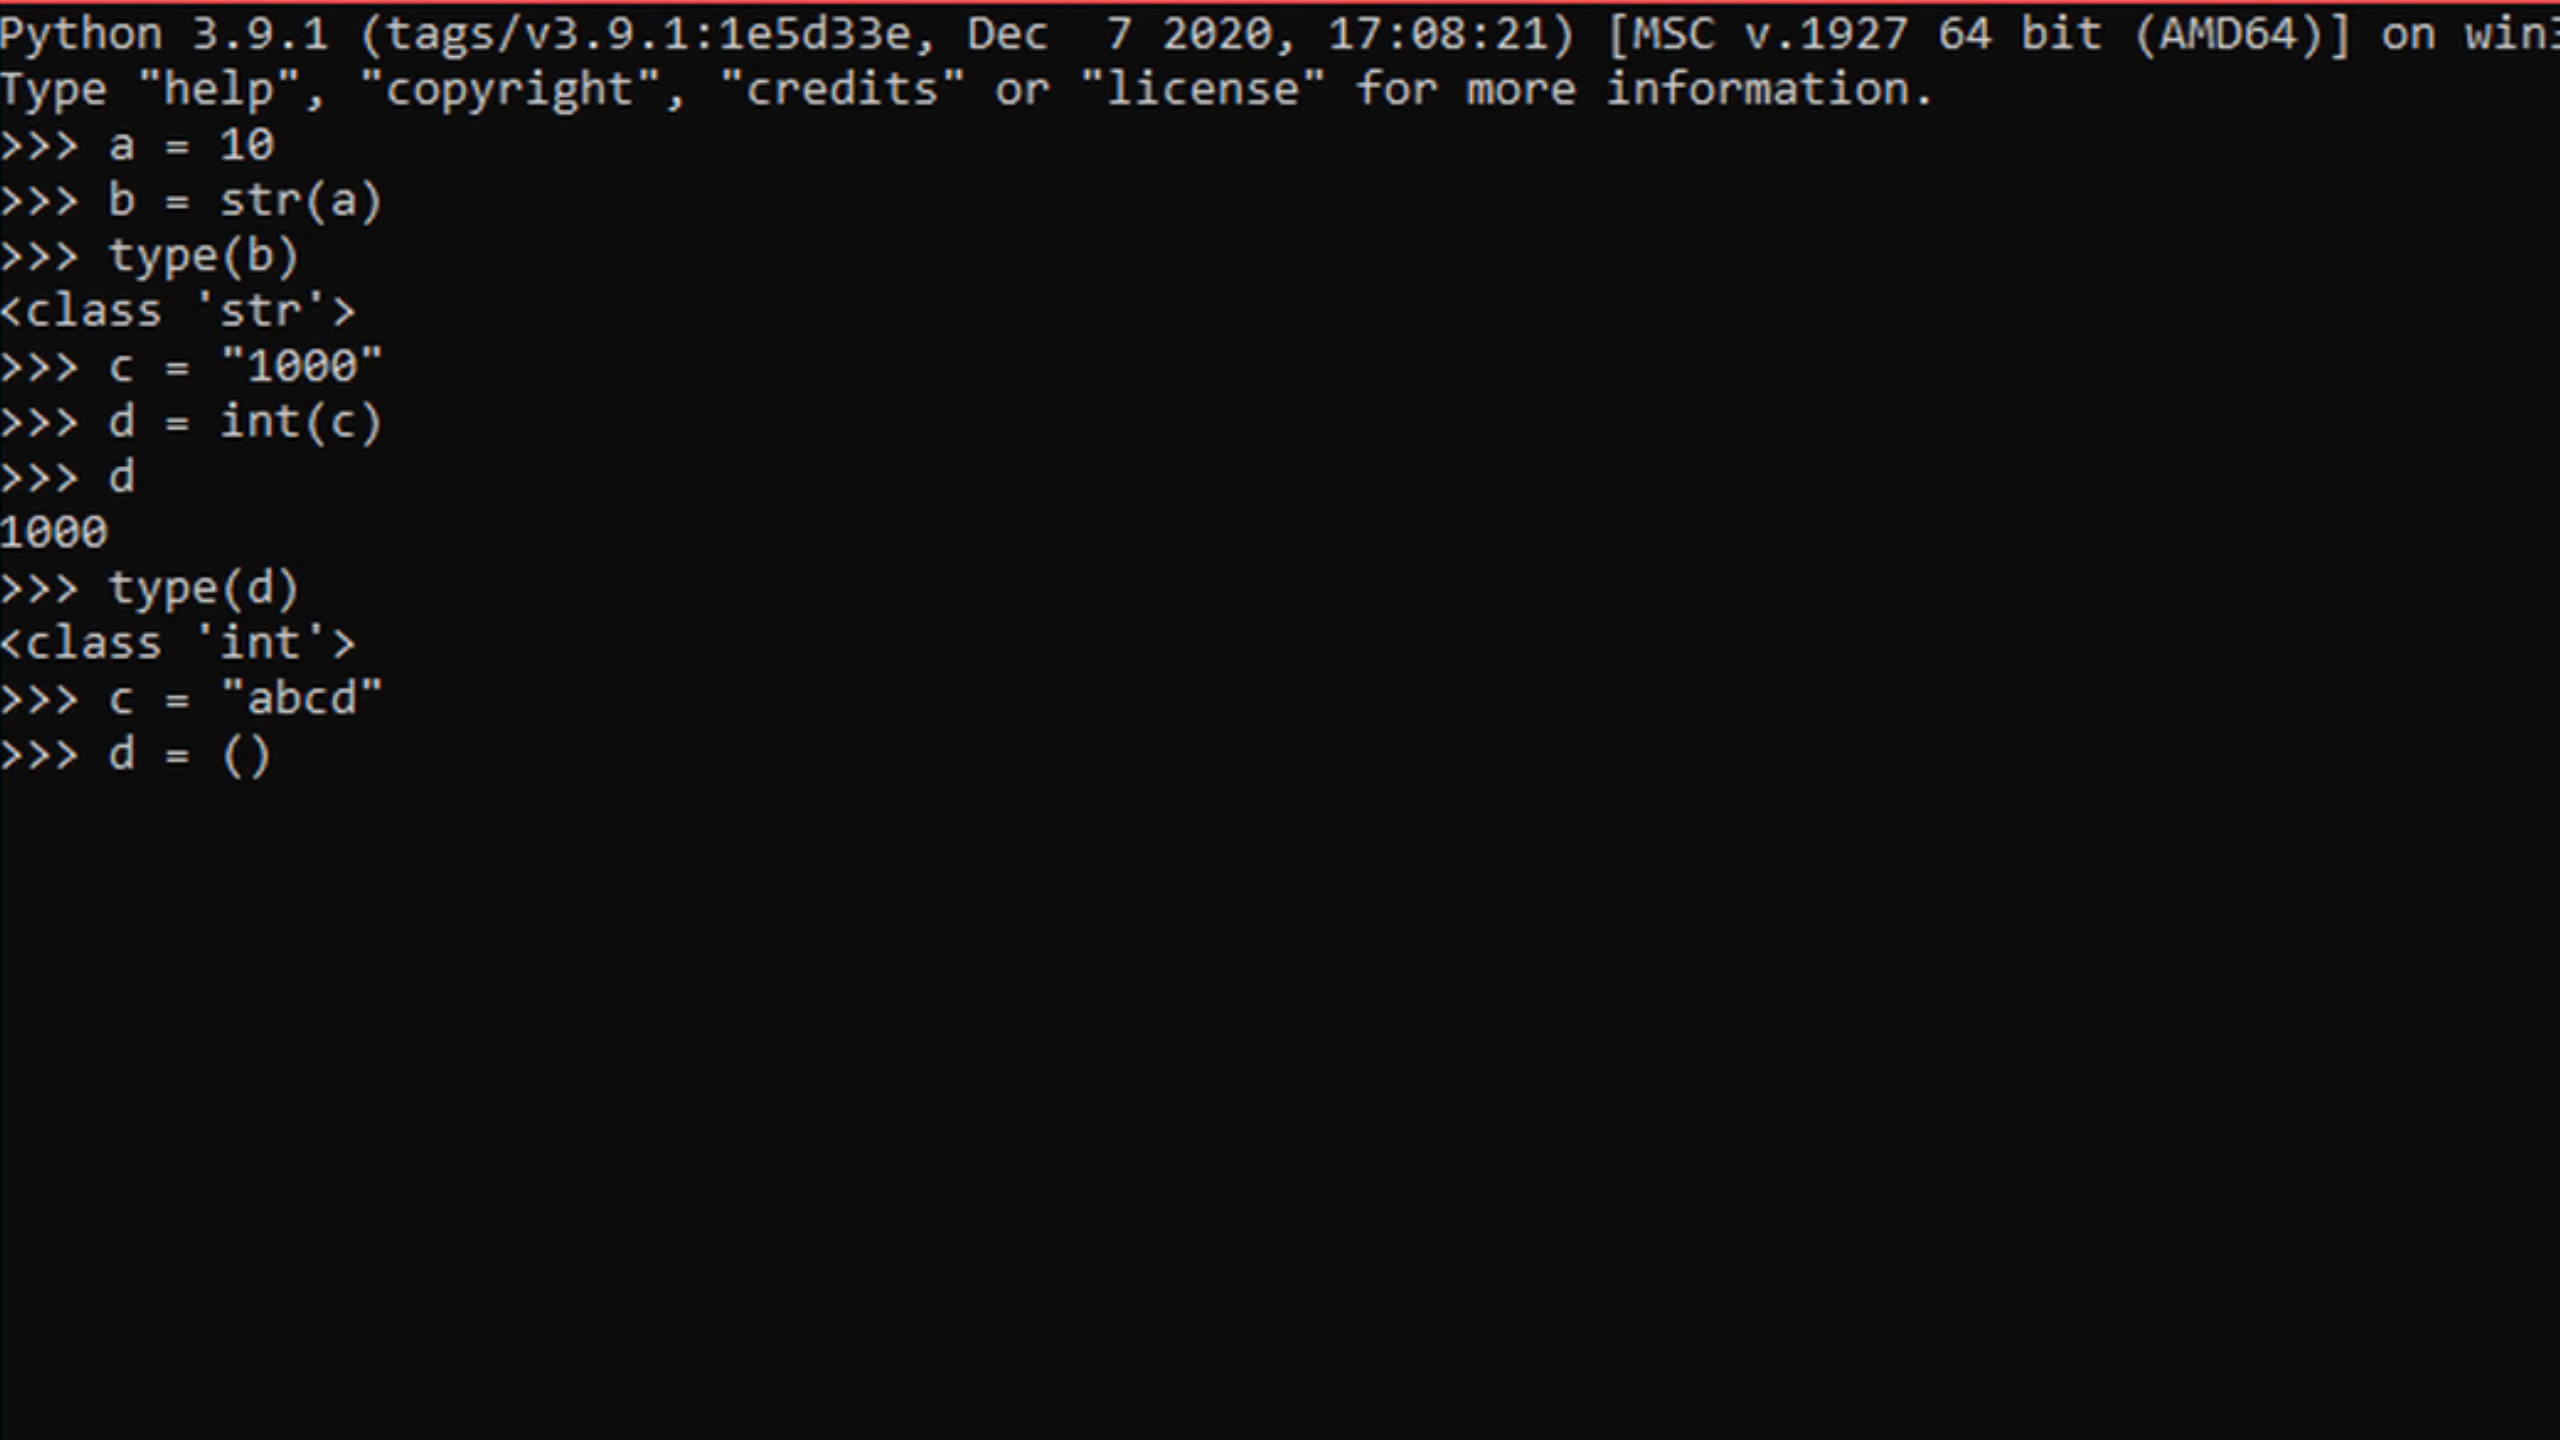 Python 3.9.1 (tags/v3.9.1:1e5d33e, Dec  7 2020, 17:08:21) [MSC v.1927 64 bit (AMD64)] on win3
Type "help", "copyright", "credits" or "license" for more information.
>>> a = 10
>>> b = str(a)
>>> type(b)
<class 'str'>
>>> c = "1000"
>>> d = int(c)
>>> d
1000
>>> type(d)
<class 'int'>
>>> c = "abcd"
>>> d = ()